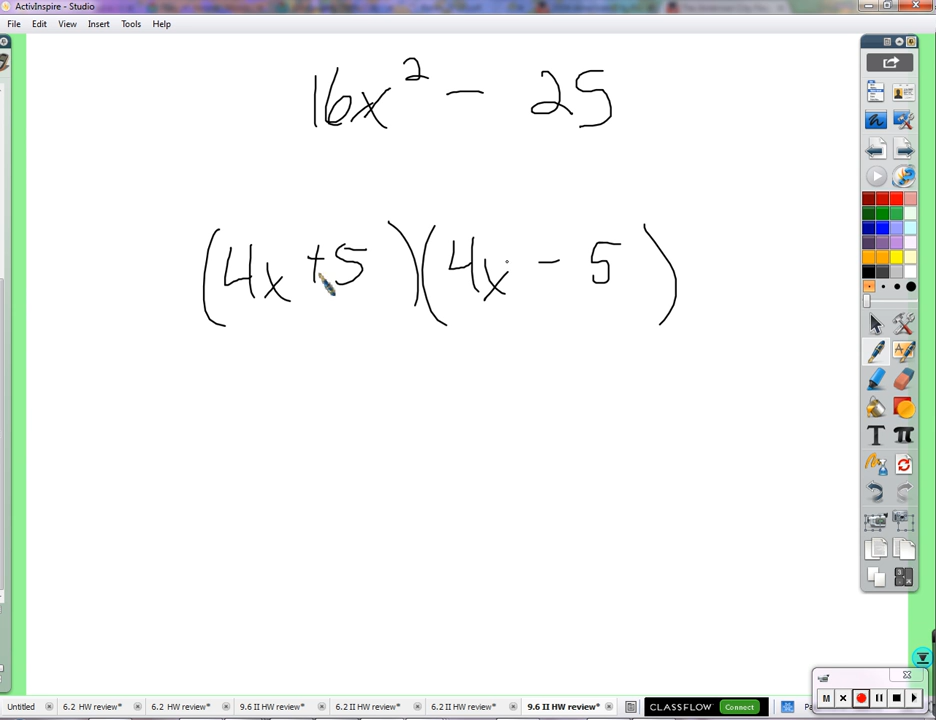 ActivInspire - Studio
File Edit View Insert Tools Help
16x² - 25
(4x +5)(4x - 5)
T π
Untitled 6.2 HW review* 6.2 HW review* 9.6 II HW review* 6.2 II HW review* 6.2 II HW review* 9.6 II HW review* CLASSFLOW Connect
M